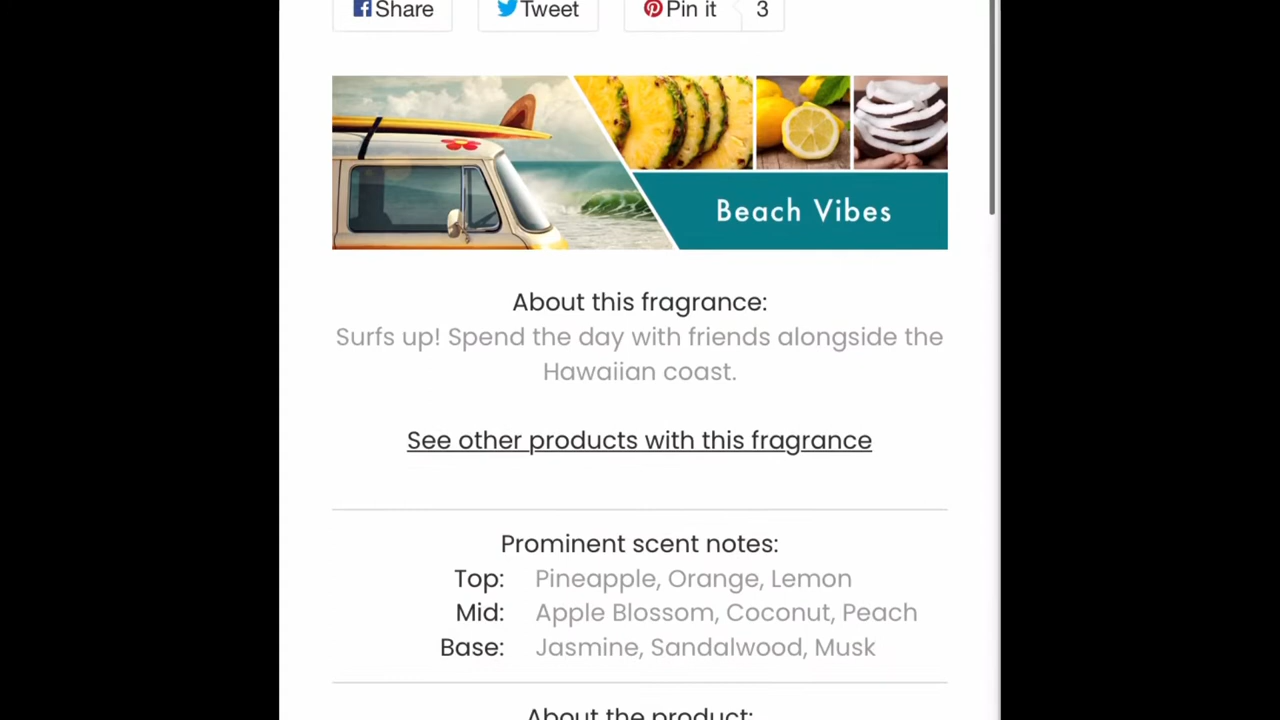 Share Tweet Pin it 3
Beach Vibes
About this fragrance:
Surfs up! Spend the day with friends alongside the
Hawaiian coast.
See other products with this fragrance
Prominent scent notes:
Top: Pineapple, Orange, Lemon
Mid: Apple Blossom, Coconut, Peach
Base: Jasmine, Sandalwood, Musk
About the product: